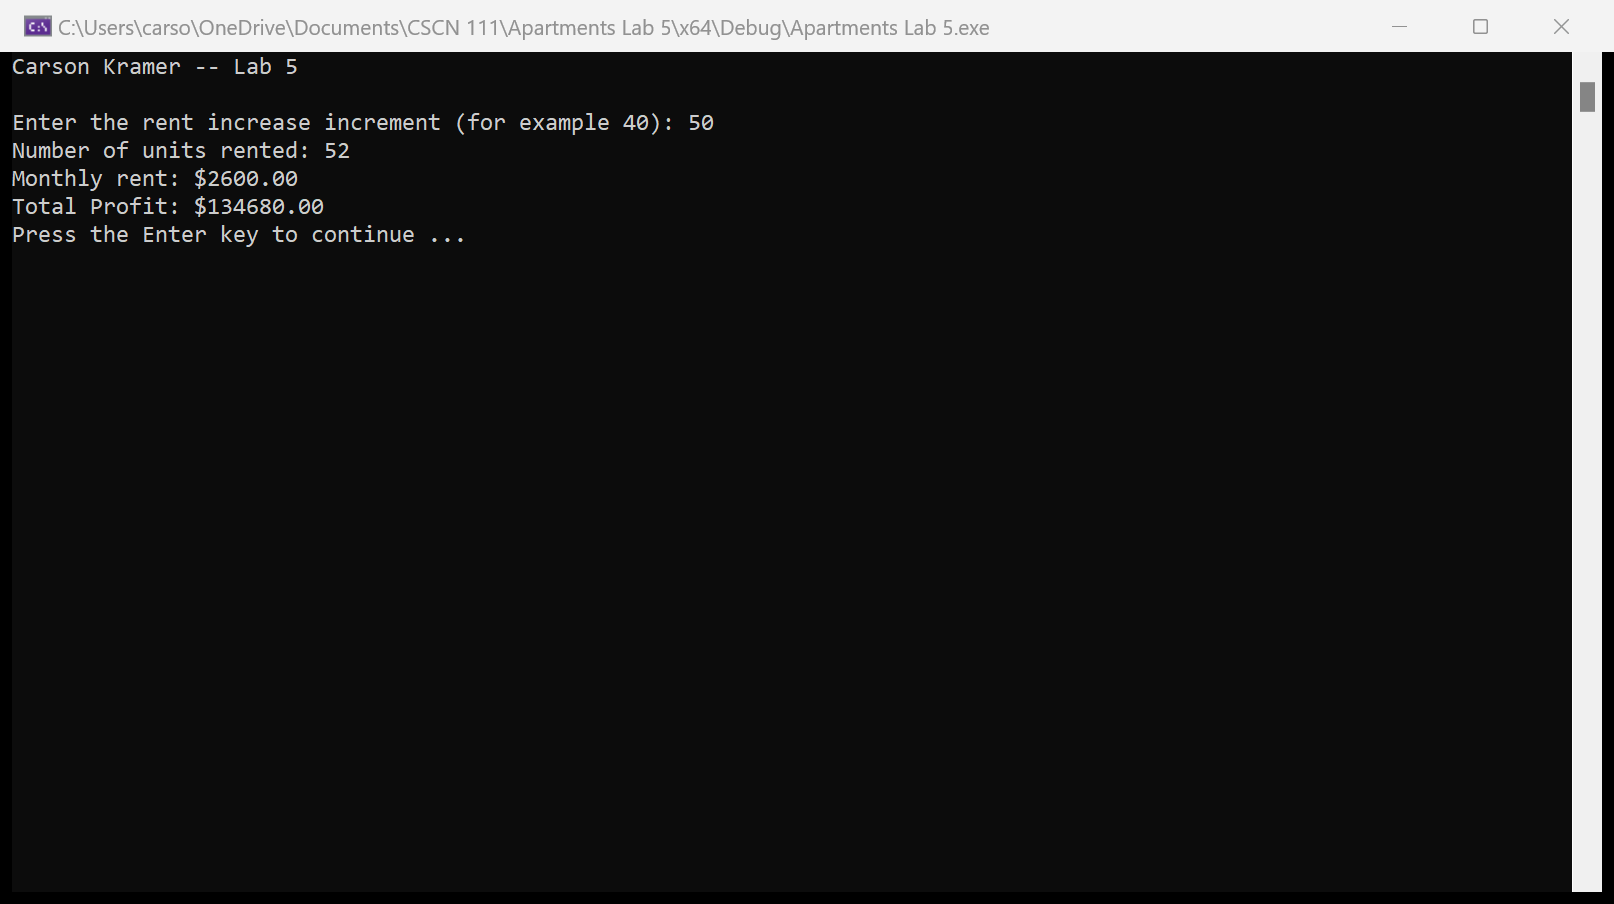 C:\Users\carso\OneDrive\Documents\CSCN 111\Apartments Lab 5\x64\Debug\Apartments Lab 5.exe
Carson Kramer -- Lab 5
Enter the rent increase increment (for example 40): 50
Number of units rented: 52
Monthly rent: $2600.00
Total Profit: $134680.00
Press the Enter key to continue ...